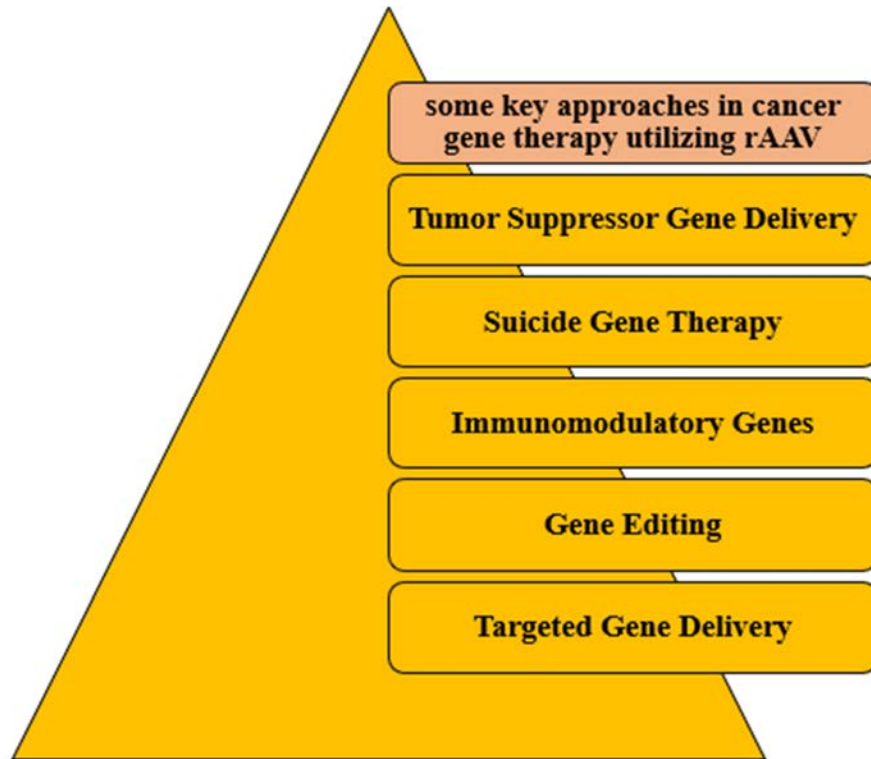 some key approaches in cancer
gene therapy utilizing rAAV
Tumor Suppressor Gene Delivery
Suicide Gene Therapy
Immunomodulatory Genes
Gene Editing
Targeted Gene Delivery